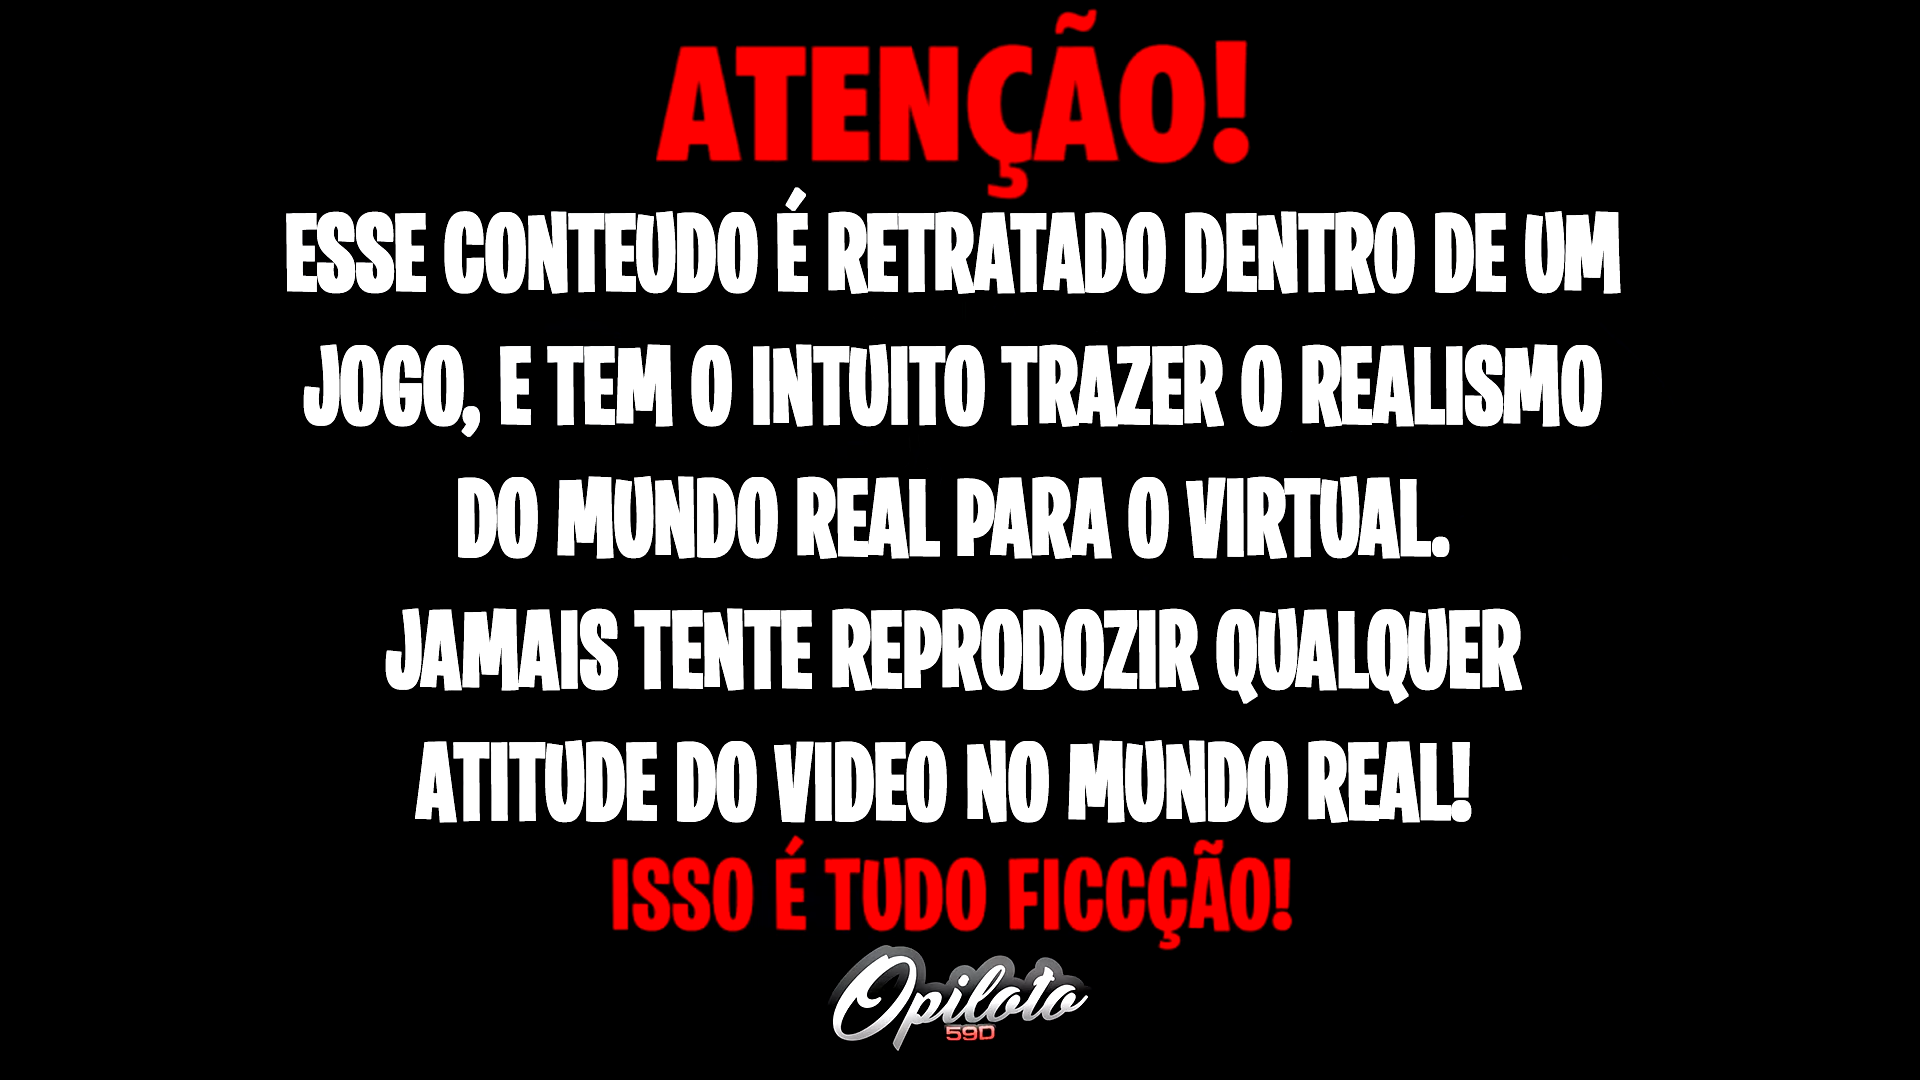 ATENÇÃO!
ESSE CONTEUDO É RETRATADO DENTRO DE UM
JOGO, E TEM O INTUITO TRAZER O REALISMO
DO MUNDO REAL PARA O VIRTUAL.
JAMAIS TENTE REPRODOZIR QUALQUER
ATITUDE DO VIDEO NO MUNDO REAL!
ISSO É TUDO FICCÇÃO!
Opiloto
59D